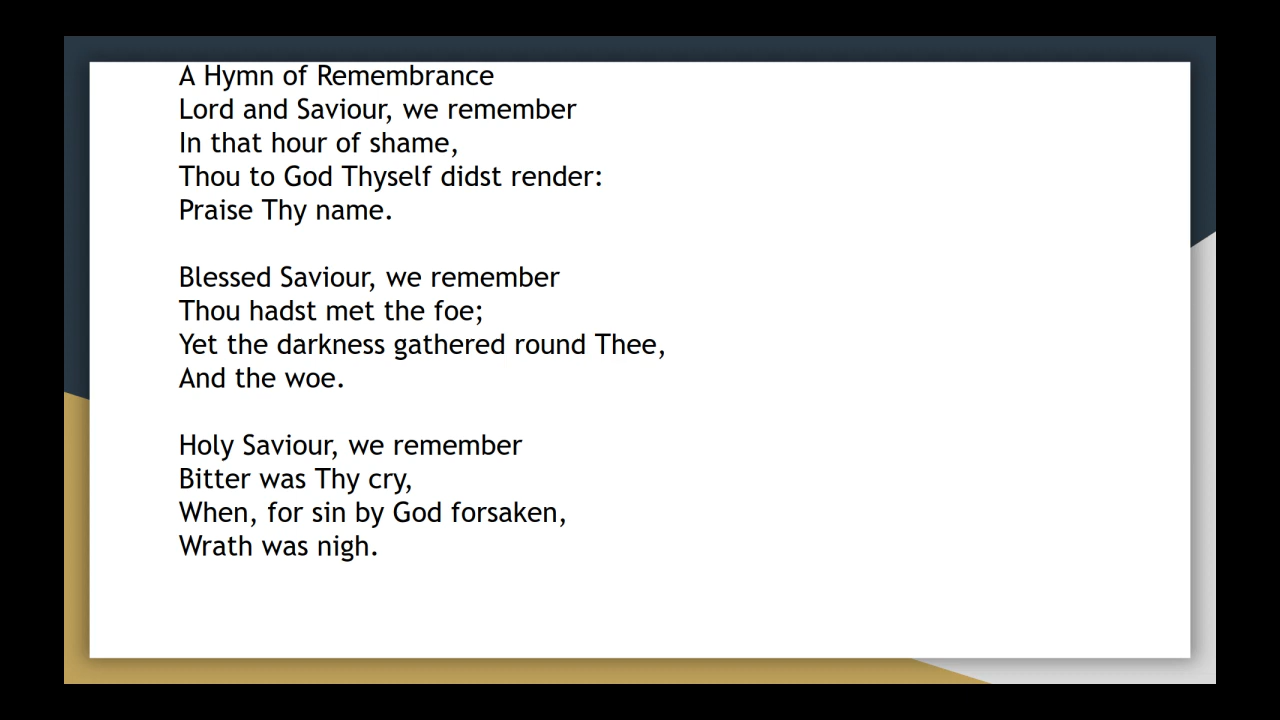 A Hymn of Remembrance
Lord and Saviour, we remember
In that hour of shame,
Thou to God Thyself didst render:
Praise Thy name.

Blessed Saviour, we remember
Thou hadst met the foe;
Yet the darkness gathered round Thee,
And the woe.

Holy Saviour, we remember
Bitter was Thy cry,
When, for sin by God forsaken,
Wrath was nigh.